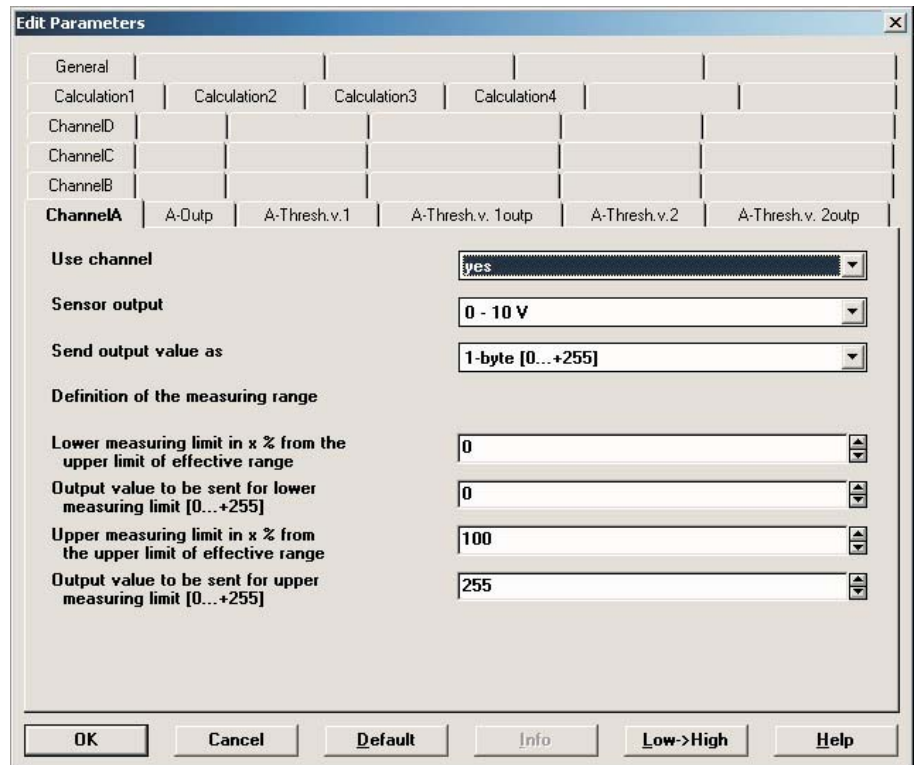 Edit Parameters
General
Calculation1 Calculation2 Calculation3 Calculation4
ChannelD
ChannelC
ChannelB
ChannelA A-Outp A-Thresh.v.1 A-Thresh.v. 1outp A-Thresh.v.2 A-Thresh.v. 2outp
Use channel yes
Sensor output 0 - 10 V
Send output value as 1-byte [0...+255]
Definition of the measuring range
Lower measuring limit in x % from the 0
upper limit of effective range
Output value to be sent for lower 0
measuring limit [0...+255]
Upper measuring limit in x % from 100
the upper limit of effective range
Output value to be sent for upper 255
measuring limit [0...+255]
OK Cancel Default Info Low->High Help